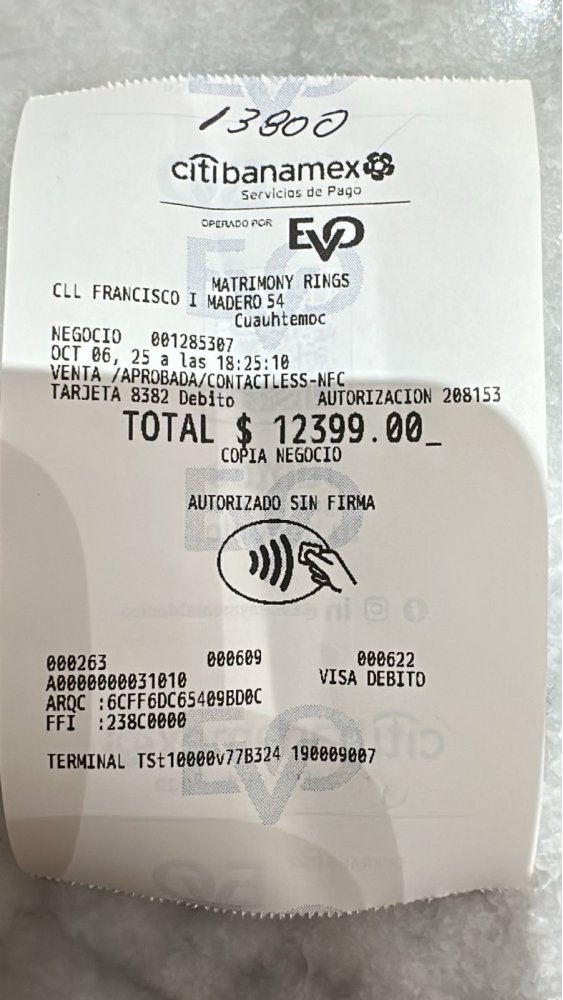 13800
citibanamex
Servicios de Pago
OPERADO POR EVO
MATRIMONY RINGS
CLL FRANCISCO I MADERO 54
Cuauhtemoc
NEGOCIO 001285307
OCT 06, 25 a las 18:25:10
VENTA /APROBADA/CONTACTLESS-NFC
TARJETA 8382 Debito AUTORIZACION 208153
TOTAL $ 12399.00_
COPIA NEGOCIO
AUTORIZADO SIN FIRMA
000263 000609 000622
A0000000031010 VISA DEBITO
ARQC :6CFF6DC65409BD0C
FFI :238C0000
TERMINAL TSt10000v77B324 190009007